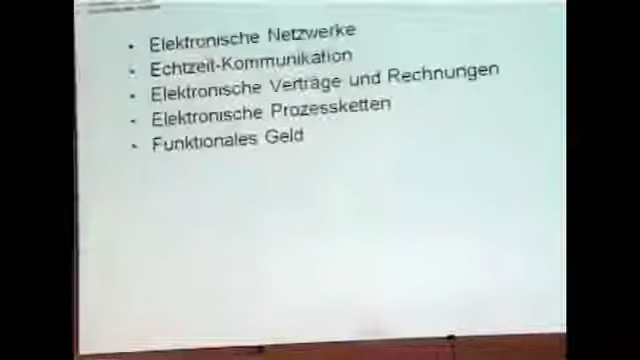 • Elektronische Netzwerke
• Echtzeit-Kommunikation
• Elektronische Verträge und Rechnungen
• Elektronische Prozessketten
• Funktionales Geld